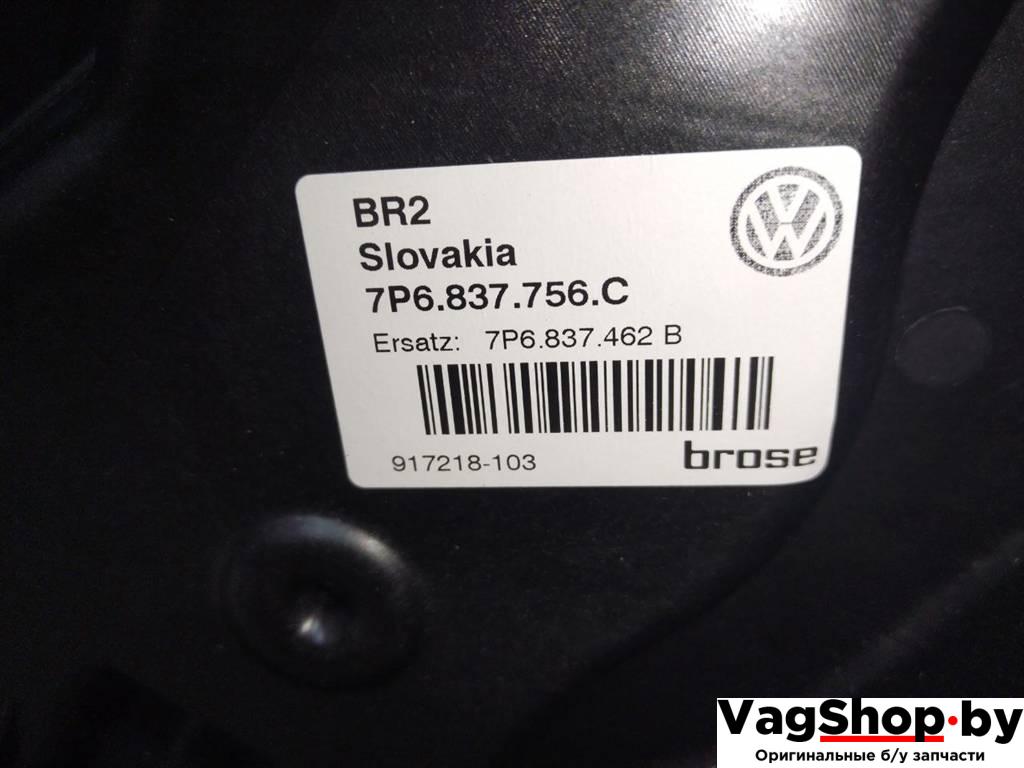 BR2
Slovakia
7P6.837.756.C
Ersatz: 7P6.837.462 B
917218-103
brose
VagShop.by
Оригинальные б/у запчасти